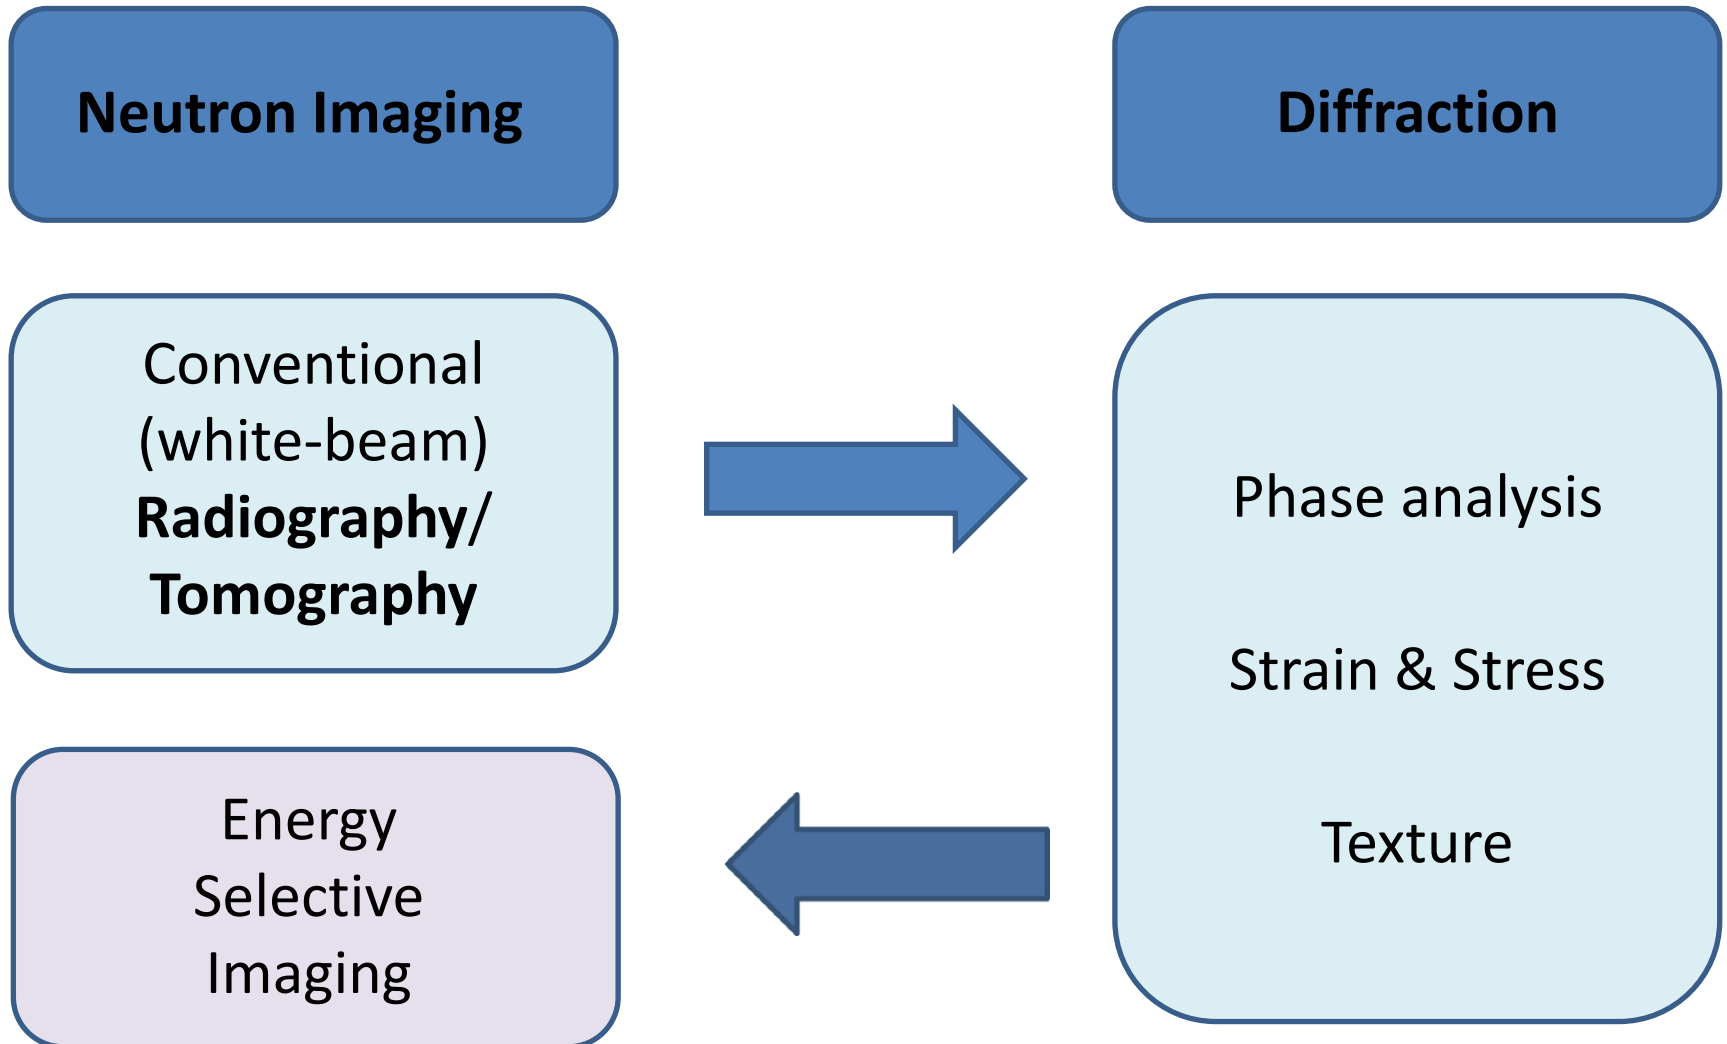 Neutron Imaging
Diffraction
Conventional
(white-beam)
Radiography/
Tomography
Phase analysis
Strain & Stress
Texture
Energy
Selective
Imaging